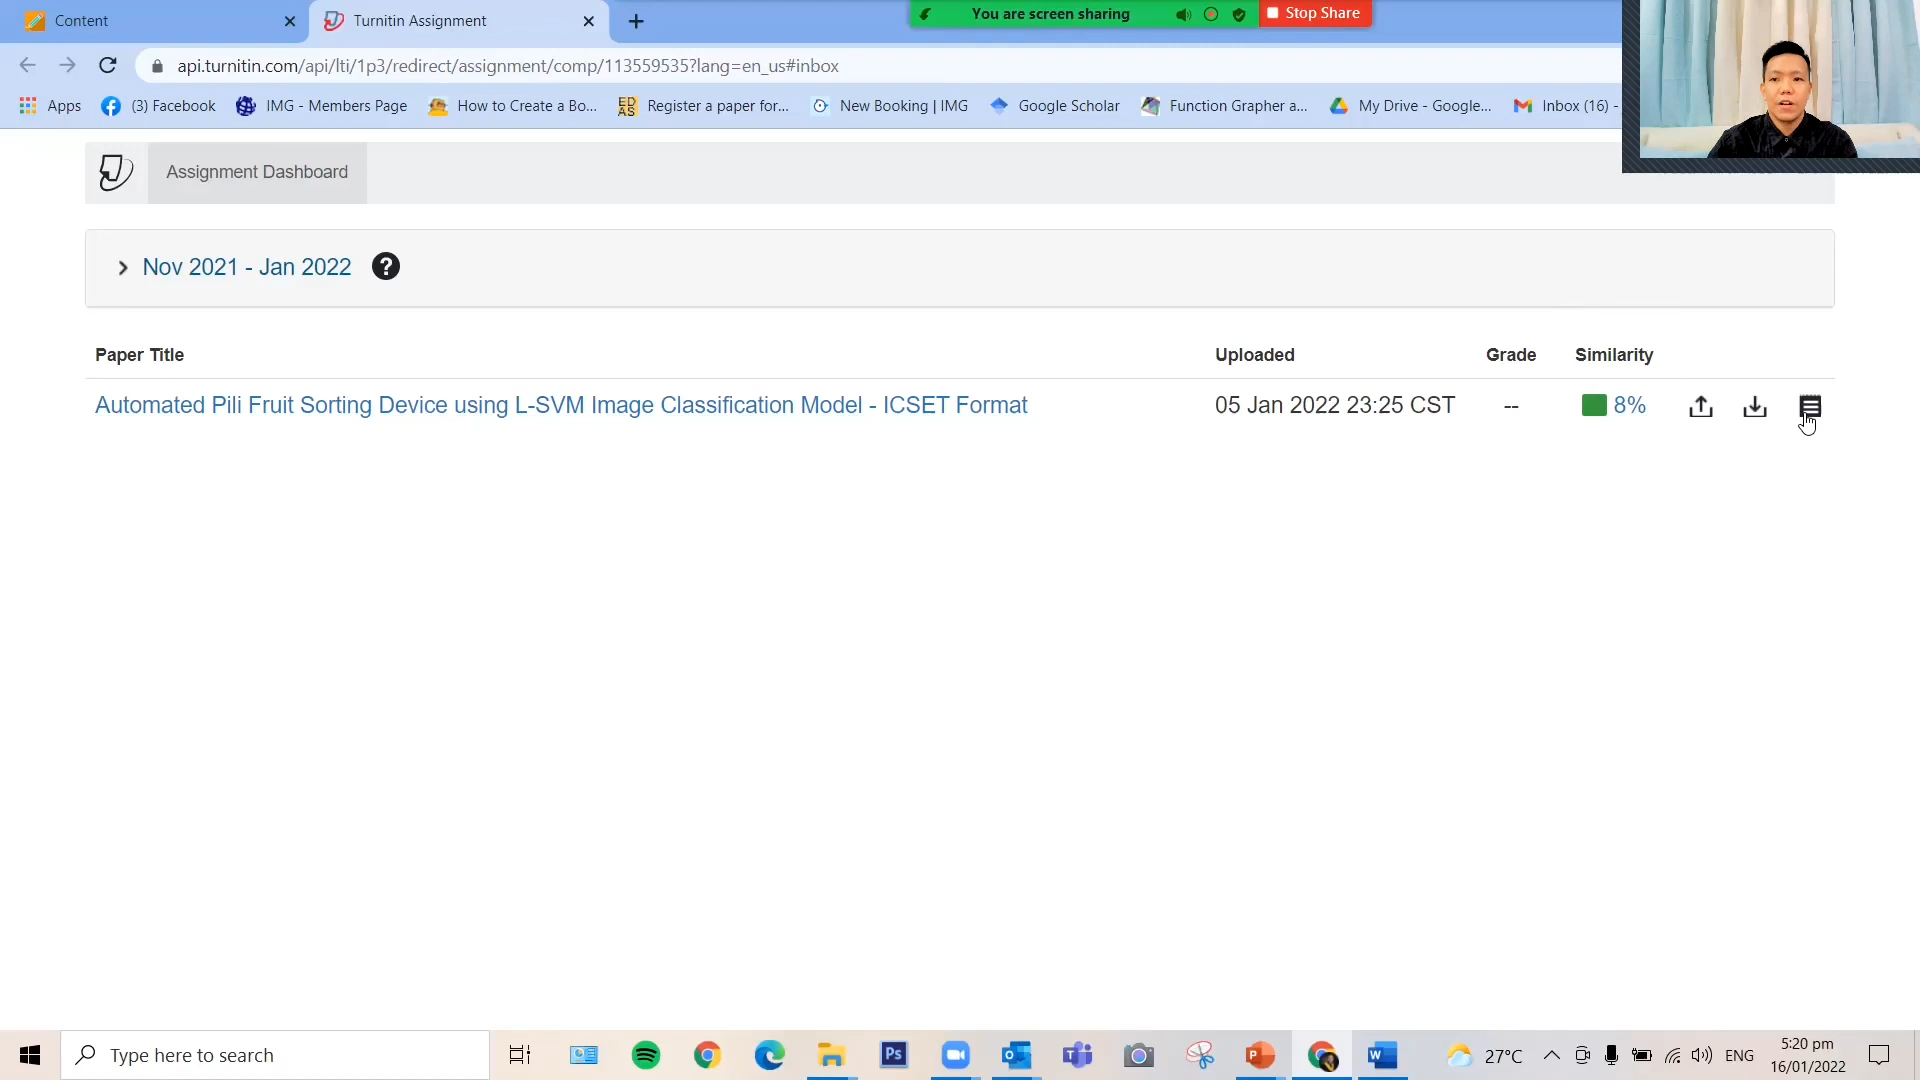 Content
Turnitin Assignment
You are screen sharing
Stop Share
api.turnitin.com/api/lti/1p3/redirect/assignment/comp/113559535?lang=en_us#inbox
Apps
(3) Facebook
IMG - Members Page
How to Create a Bo...
ED
AS
Register a paper for...
New Booking | IMG
Google Scholar
Function Grapher a...
My Drive - Google...
Inbox (16) -
Assignment Dashboard
Nov 2021 - Jan 2022
?
Paper Title
Uploaded
Grade
Similarity
Automated Pili Fruit Sorting Device using L-SVM Image Classification Model - ICSET Format
05 Jan 2022 23:25 CST
--
8%
Type here to search
Ps
27°C
ENG
5:20 pm
16/01/2022